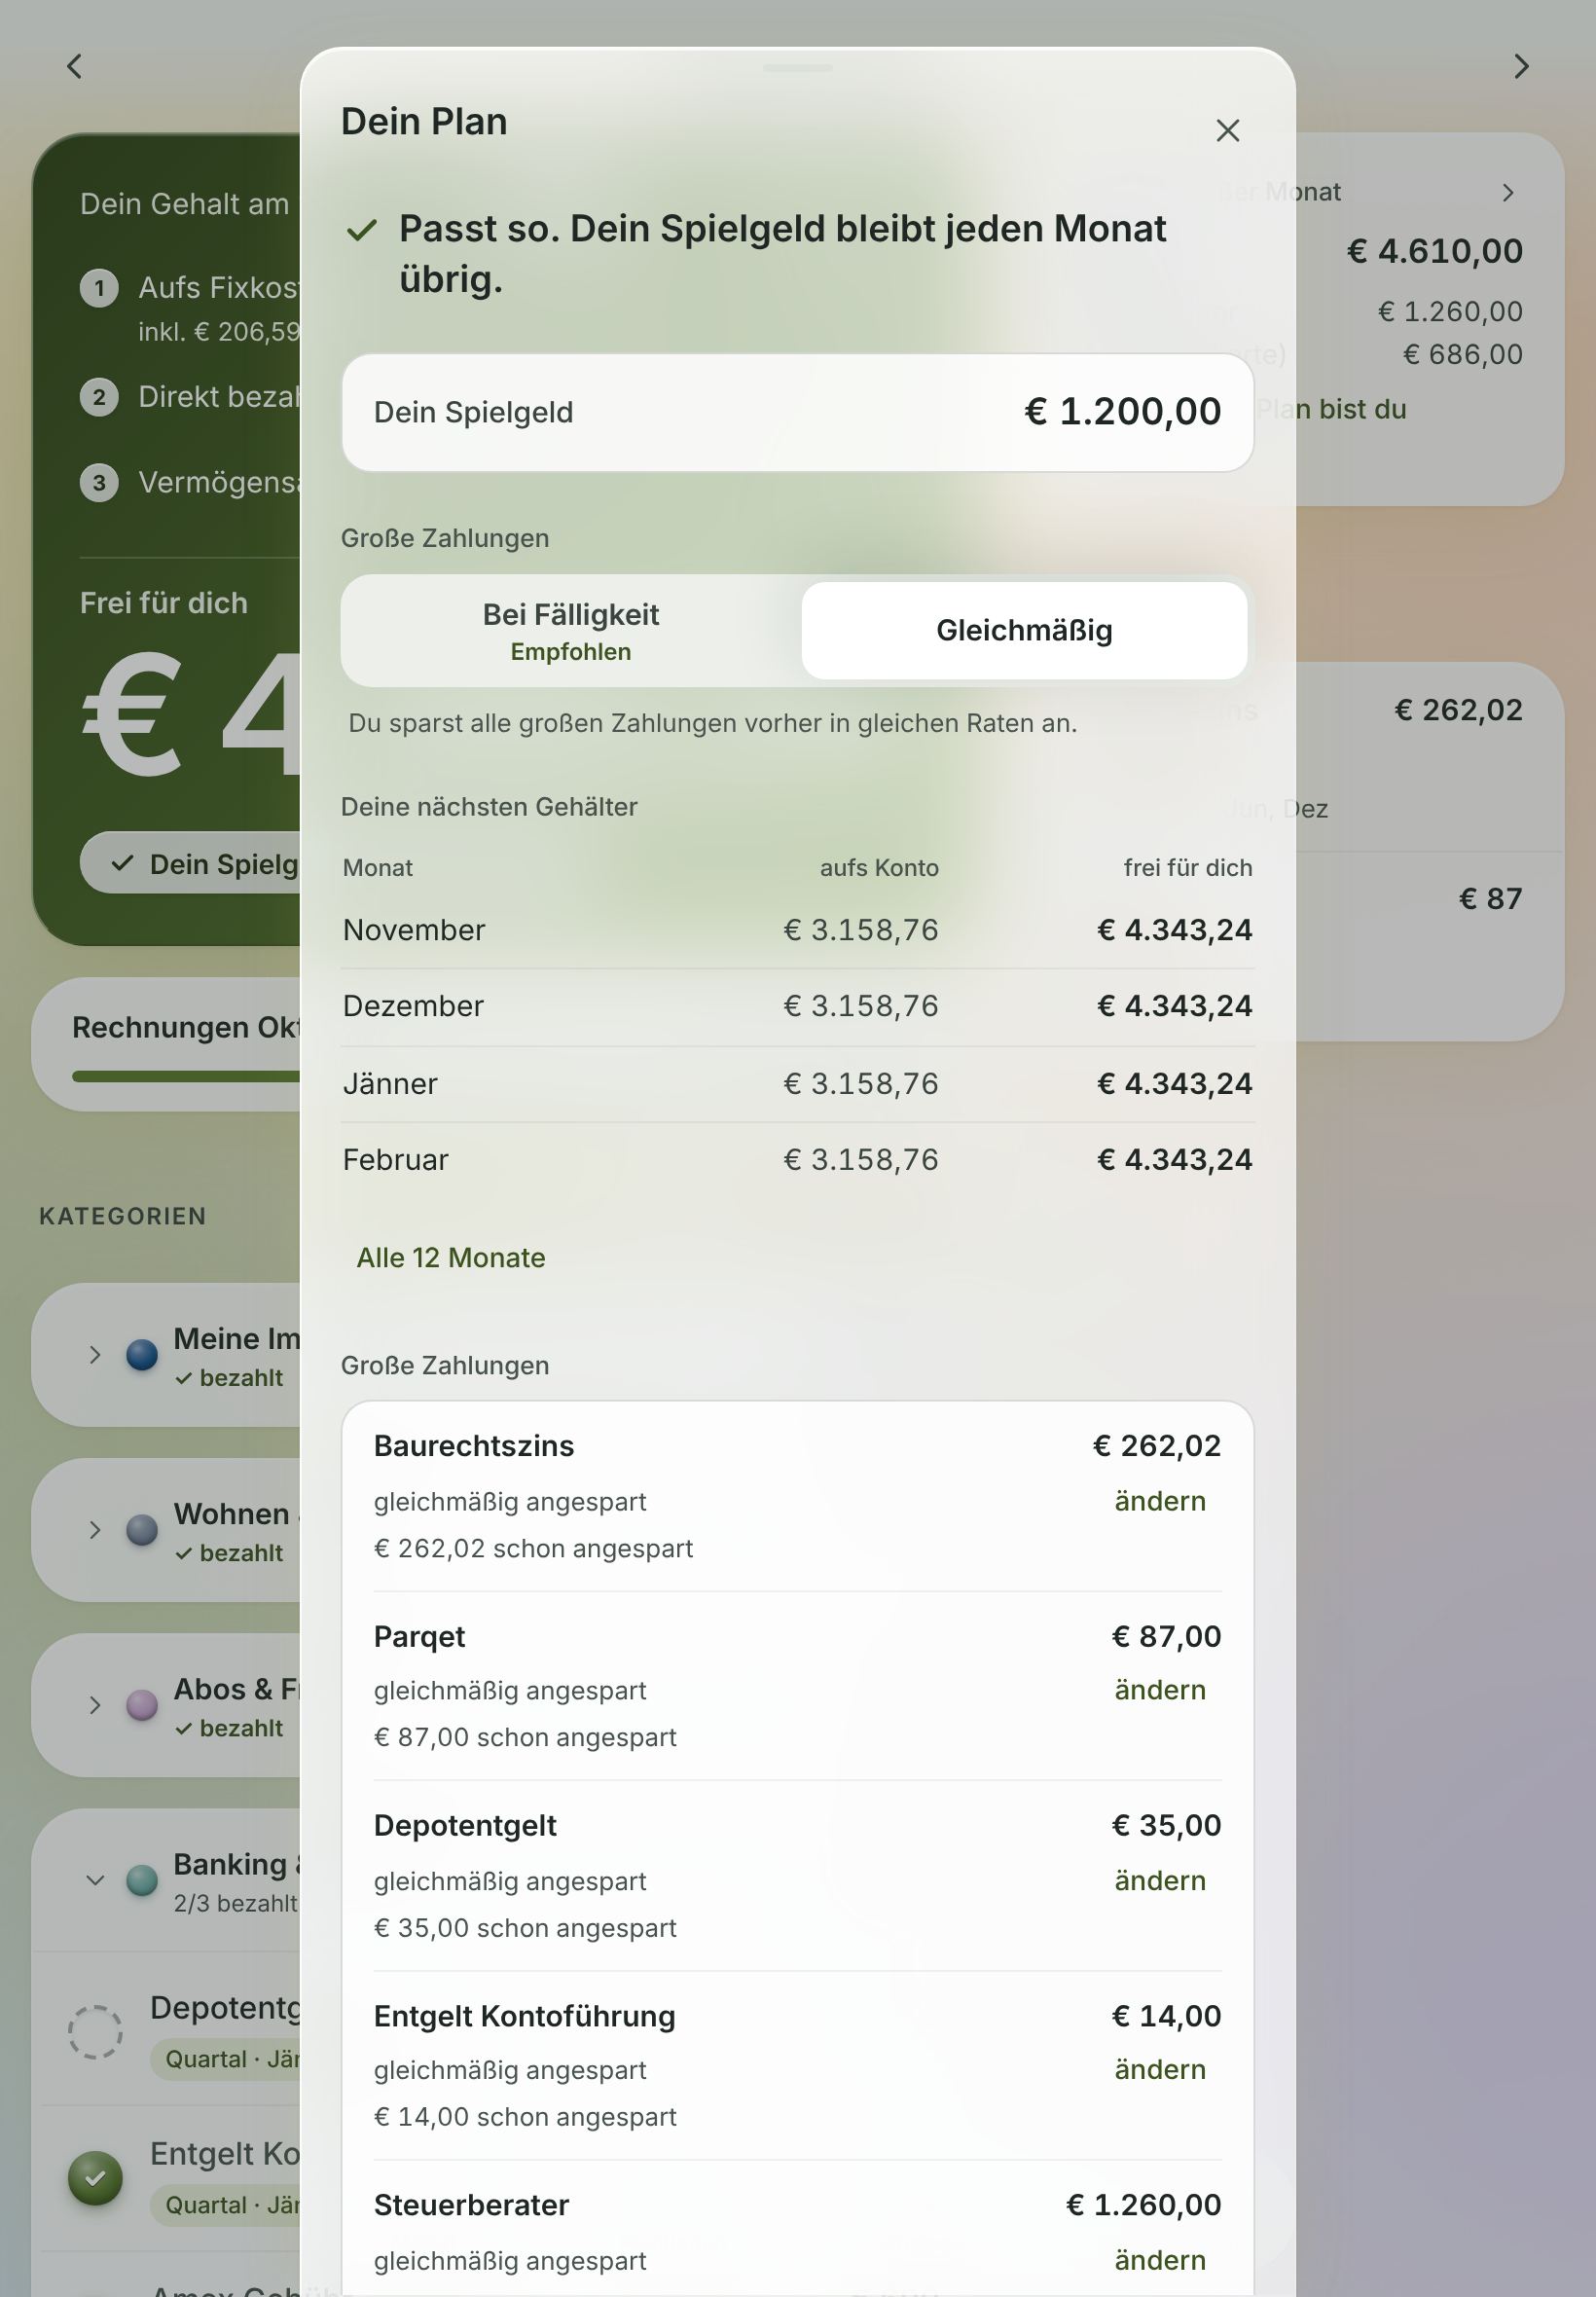 Dein Plan
Passt so. Dein Spielgeld bleibt jeden Monat
übrig.
Dein Spielgeld € 1.200,00
Große Zahlungen
Bei Fälligkeit
Empfohlen
Gleichmäßig
Du sparst alle großen Zahlungen vorher in gleichen Raten an.
Deine nächsten Gehälter
Monat aufs Konto frei für dich
November € 3.158,76 € 4.343,24
Dezember € 3.158,76 € 4.343,24
Jänner € 3.158,76 € 4.343,24
Februar € 3.158,76 € 4.343,24
Alle 12 Monate
Große Zahlungen
Baurechtszins € 262,02
gleichmäßig angespart ändern
€ 262,02 schon angespart
Parqet € 87,00
gleichmäßig angespart ändern
€ 87,00 schon angespart
Depotentgelt € 35,00
gleichmäßig angespart ändern
€ 35,00 schon angespart
Entgelt Kontoführung € 14,00
gleichmäßig angespart ändern
€ 14,00 schon angespart
Steuerberater € 1.260,00
gleichmäßig angespart ändern
Dein Gehalt am
1 Aufs Fixkos
inkl. € 206,59
2 Direkt bezah
3 Vermögensa
Frei für dich
€ 4
Dein Spielg
Rechnungen Okt
KATEGORIEN
Meine Im
bezahlt
Wohnen
bezahlt
Abos & F
bezahlt
Banking &
2/3 bezahlt
Depotentg
Quartal · Jän
Entgelt Ko
Quartal · Jän
Monat
€ 4.610,00
€ 1.260,00
€ 686,00
Plan bist du
€ 262,02
Jun, Dez
€ 87